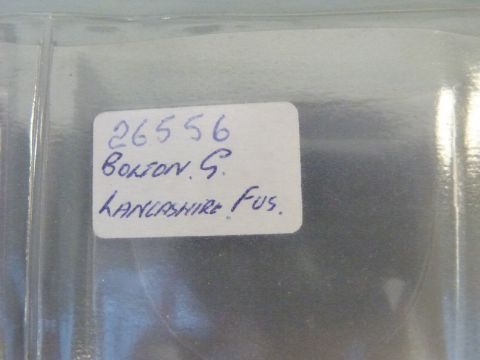 26556
Bolton. G.
Lancashire. Fus.